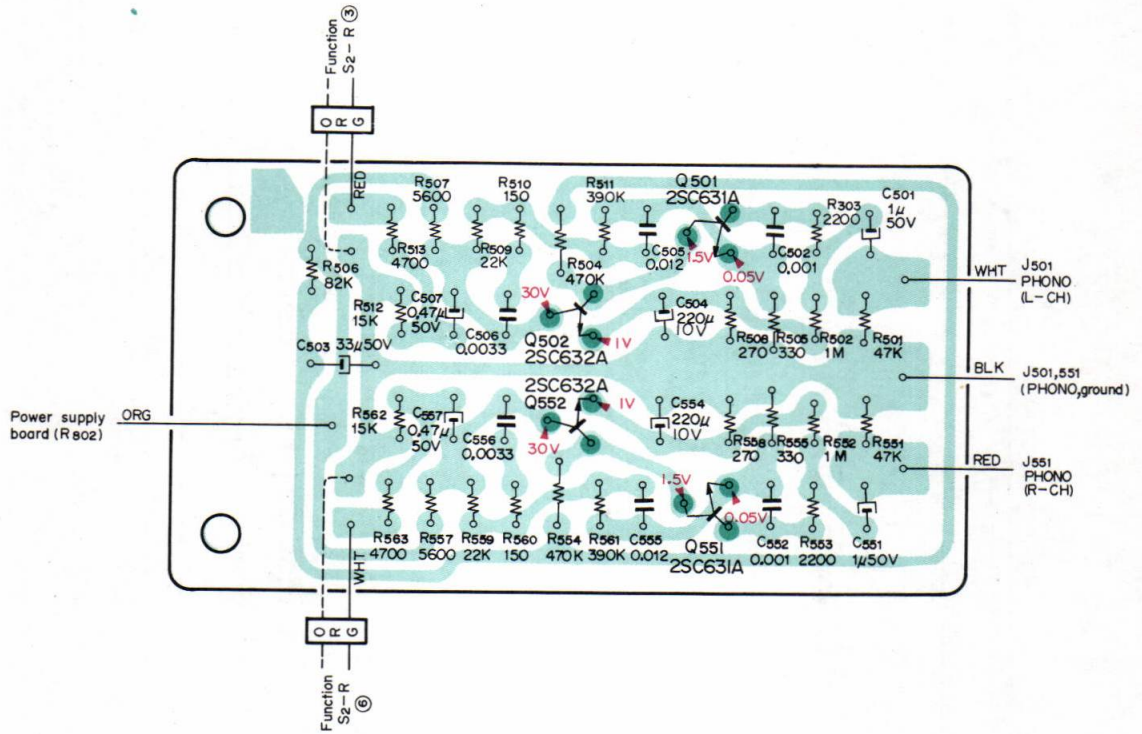 Function
S2-R ③
O R G
RED
R507
5600
R510
150
R511
390K
Q501
2SC631A
R303
2200
C501
1μ
50V
R506
82K
R513
4700
R509
22K
R504
470K
C505
0.012
1.5V
0.05V
C502
0.001
WHT
J501
PHONO
(L-CH)
R512
15K
C507
0.47μ
50V
C506
0.0033
30V
Q502
2SC632A
1V
C504
220μ
10V
R508
270
R505
330
R502
1M
R501
47K
C503
33μ50V
BLK
J501,551
(PHONO,ground)
Power supply
board (R802)
ORG
R562
15K
C557
0.47μ
50V
C556
0.0033
2SC632A
Q552
30V
1V
C554
220μ
10V
R558
270
R555
330
R552
1M
R551
47K
RED
J551
PHONO
(R-CH)
1.5V
0.05V
WHT
R563
4700
R557
5600
R559
22K
R560
150
R554
470K
R561
390K
C555
0.012
Q551
2SC631A
C552
0.001
R553
2200
C551
1μ50V
O R G
Function
S2-R
⑥